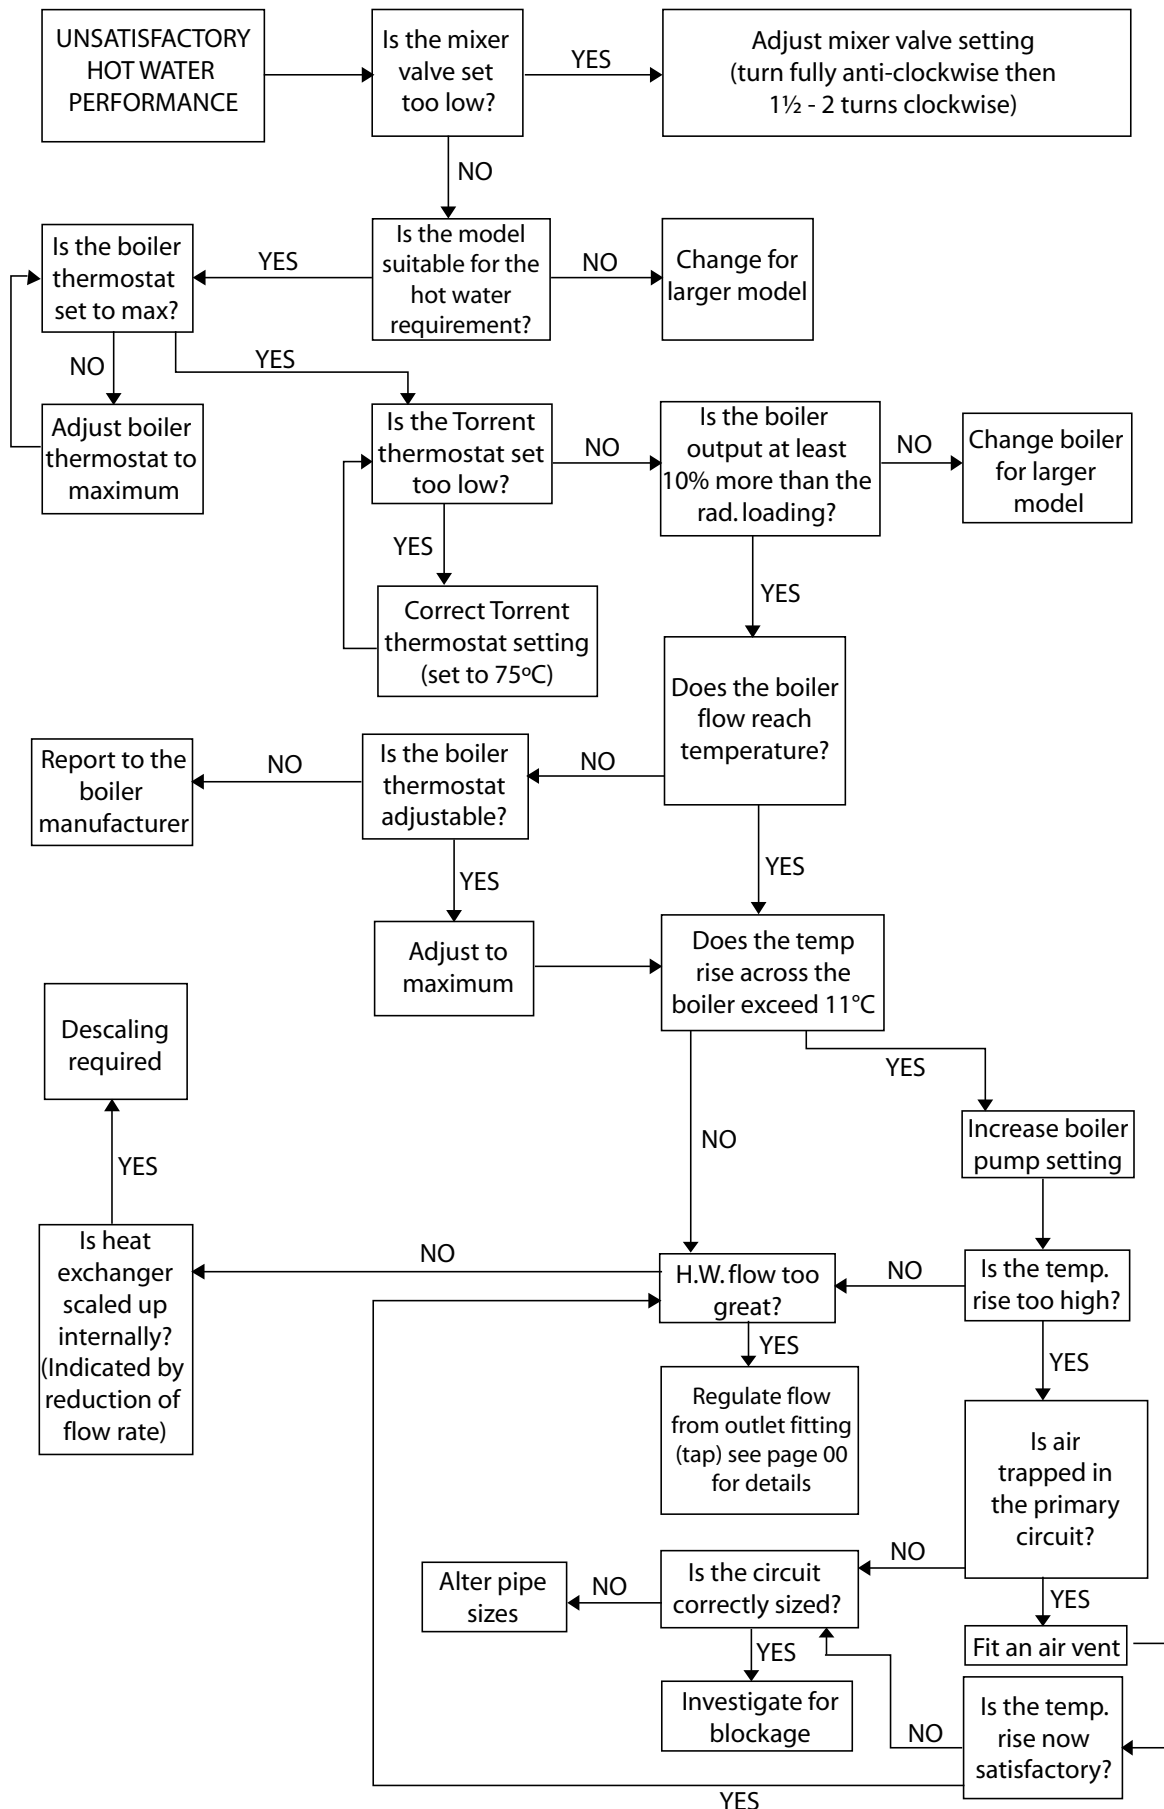 UNSATISFACTORY
HOT WATER
PERFORMANCE
Is the mixer
valve set
too low?
YES
Adjust mixer valve setting
(turn fully anti-clockwise then
1½ - 2 turns clockwise)
NO
Is the boiler
thermostat
set to max?
YES
Is the model
suitable for the
hot water
requirement?
NO
Change for
larger model
NO
YES
Adjust boiler
thermostat to
maximum
Is the Torrent
thermostat set
too low?
NO
Is the boiler
output at least
10% more than the
rad. loading?
NO
Change boiler
for larger
model
YES
YES
Correct Torrent
thermostat setting
(set to 75ºC)
Does the boiler
flow reach
temperature?
Report to the
boiler
manufacturer
NO
Is the boiler
thermostat
adjustable?
NO
YES
YES
Adjust to
maximum
Does the temp
rise across the
boiler exceed 11°C
Descaling
required
YES
NO
Increase boiler
pump setting
YES
Is heat
exchanger
scaled up
internally?
(Indicated by
reduction of
flow rate)
NO
H.W. flow too
great?
NO
Is the temp.
rise too high?
YES
YES
Regulate flow
from outlet fitting
(tap) see page 00
for details
Is air
trapped in
the primary
circuit?
Alter pipe
sizes
NO
Is the circuit
correctly sized?
NO
YES
YES
Fit an air vent
Investigate for
blockage
NO
Is the temp.
rise now
satisfactory?
YES